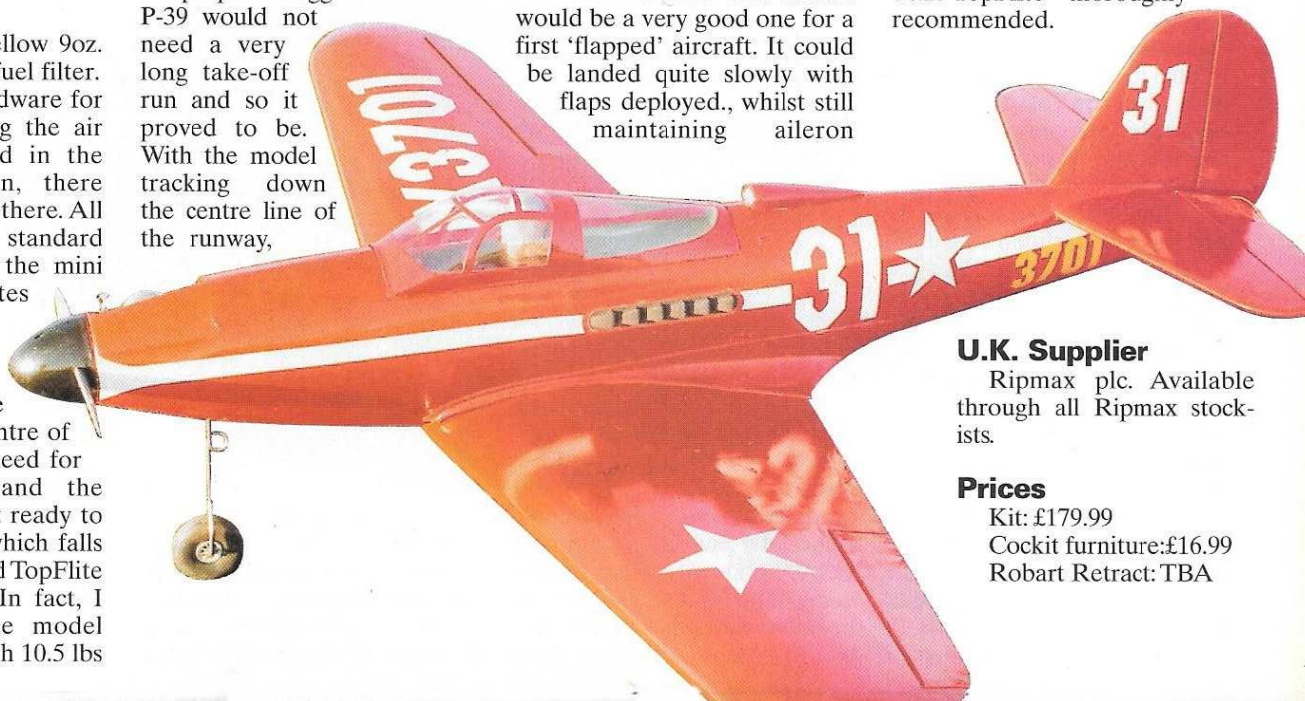 ellow 9oz.
fuel filter.
dware for
g the air
d in the
n, there
there. All
standard
the mini
tes
ntre of
eed for
and the
ready to
which falls
d TopFlite
In fact, I
e model
h 10.5 lbs
P-39 would not
need a very
long take-off
run and so it
proved to be.
With the model
tracking down
the centre line of
the runway,
would be a very good one for a
first ‘flapped’ aircraft. It could
be landed quite slowly with
flaps deployed., whilst still
maintaining aileron
thoroughly
recommended.
31
31
3701
U.K. Supplier
Ripmax plc. Available
through all Ripmax stock-
ists.
Prices
Kit: £179.99
Cockit furniture:£16.99
Robart Retract: TBA